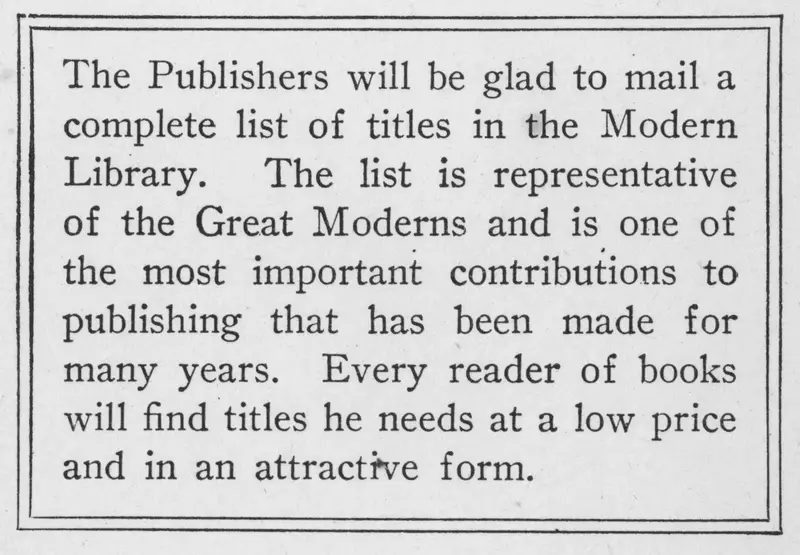 The Publishers will be glad to mail a
complete list of titles in the Modern
Library. The list is representative
of the Great Moderns and is one of
the most important contributions to
publishing that has been made for
many years. Every reader of books
will find titles he needs at a low price
and in an attractive form.